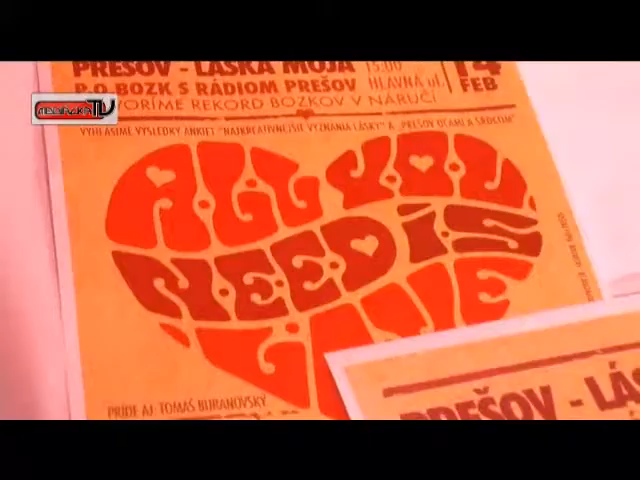 PREŠOV - LÁSKA MOJA 15:00 14
P.O.BOZK S RÁDIOM PREŠOV HLAVNÁ ul. FEB
TVORÍME REKORD BOZKOV V NÁRUČÍ
VYHLÁSIME VÝSLEDKY ANKIET "NAJKREATÍVNEJŠIE VYZNANIA LÁSKY" A "PREŠOV OČAMI A SRDCOM"
ALL YOU
NEED IS
LOVE
PRÍDE AJ: TOMÁŠ BURANOVSKÝ
PREŠOV - LÁS